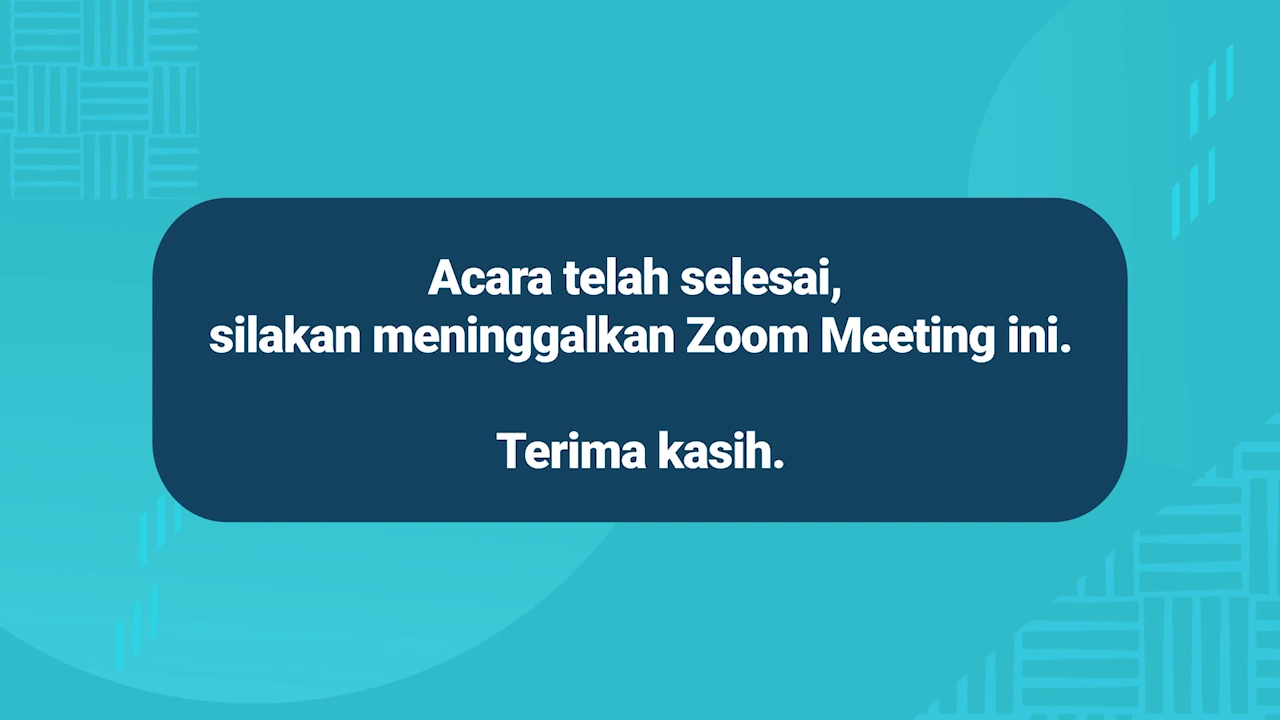 Acara telah selesai,
silakan meninggalkan Zoom Meeting ini.
Terima kasih.